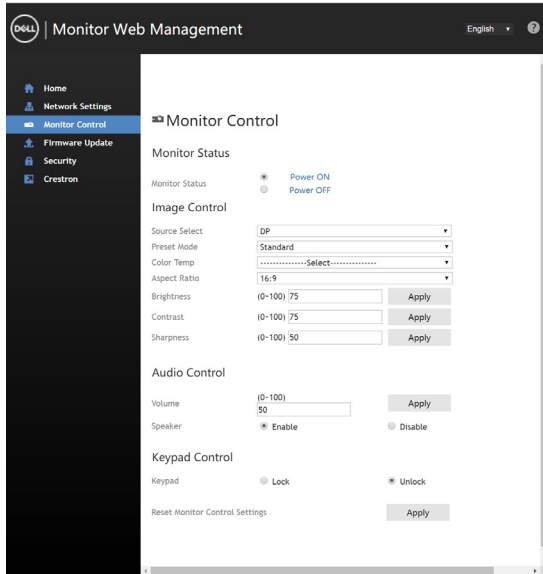 DELL | Monitor Web Management
English
?
Home
Network Settings
Monitor Control
Firmware Update
Security
Crestron
Monitor Control
Monitor Status
Monitor Status
Power ON
Power OFF
Image Control
Source Select DP
Preset Mode Standard
Color Temp ---------------Select---------------
Aspect Ratio 16:9
Brightness (0~100) 75 Apply
Contrast (0~100) 75 Apply
Sharpness (0~100) 50 Apply
Audio Control
(0~100)
Volume 50 Apply
Speaker Enable Disable
Keypad Control
Keypad Lock Unlock
Reset Monitor Control Settings Apply